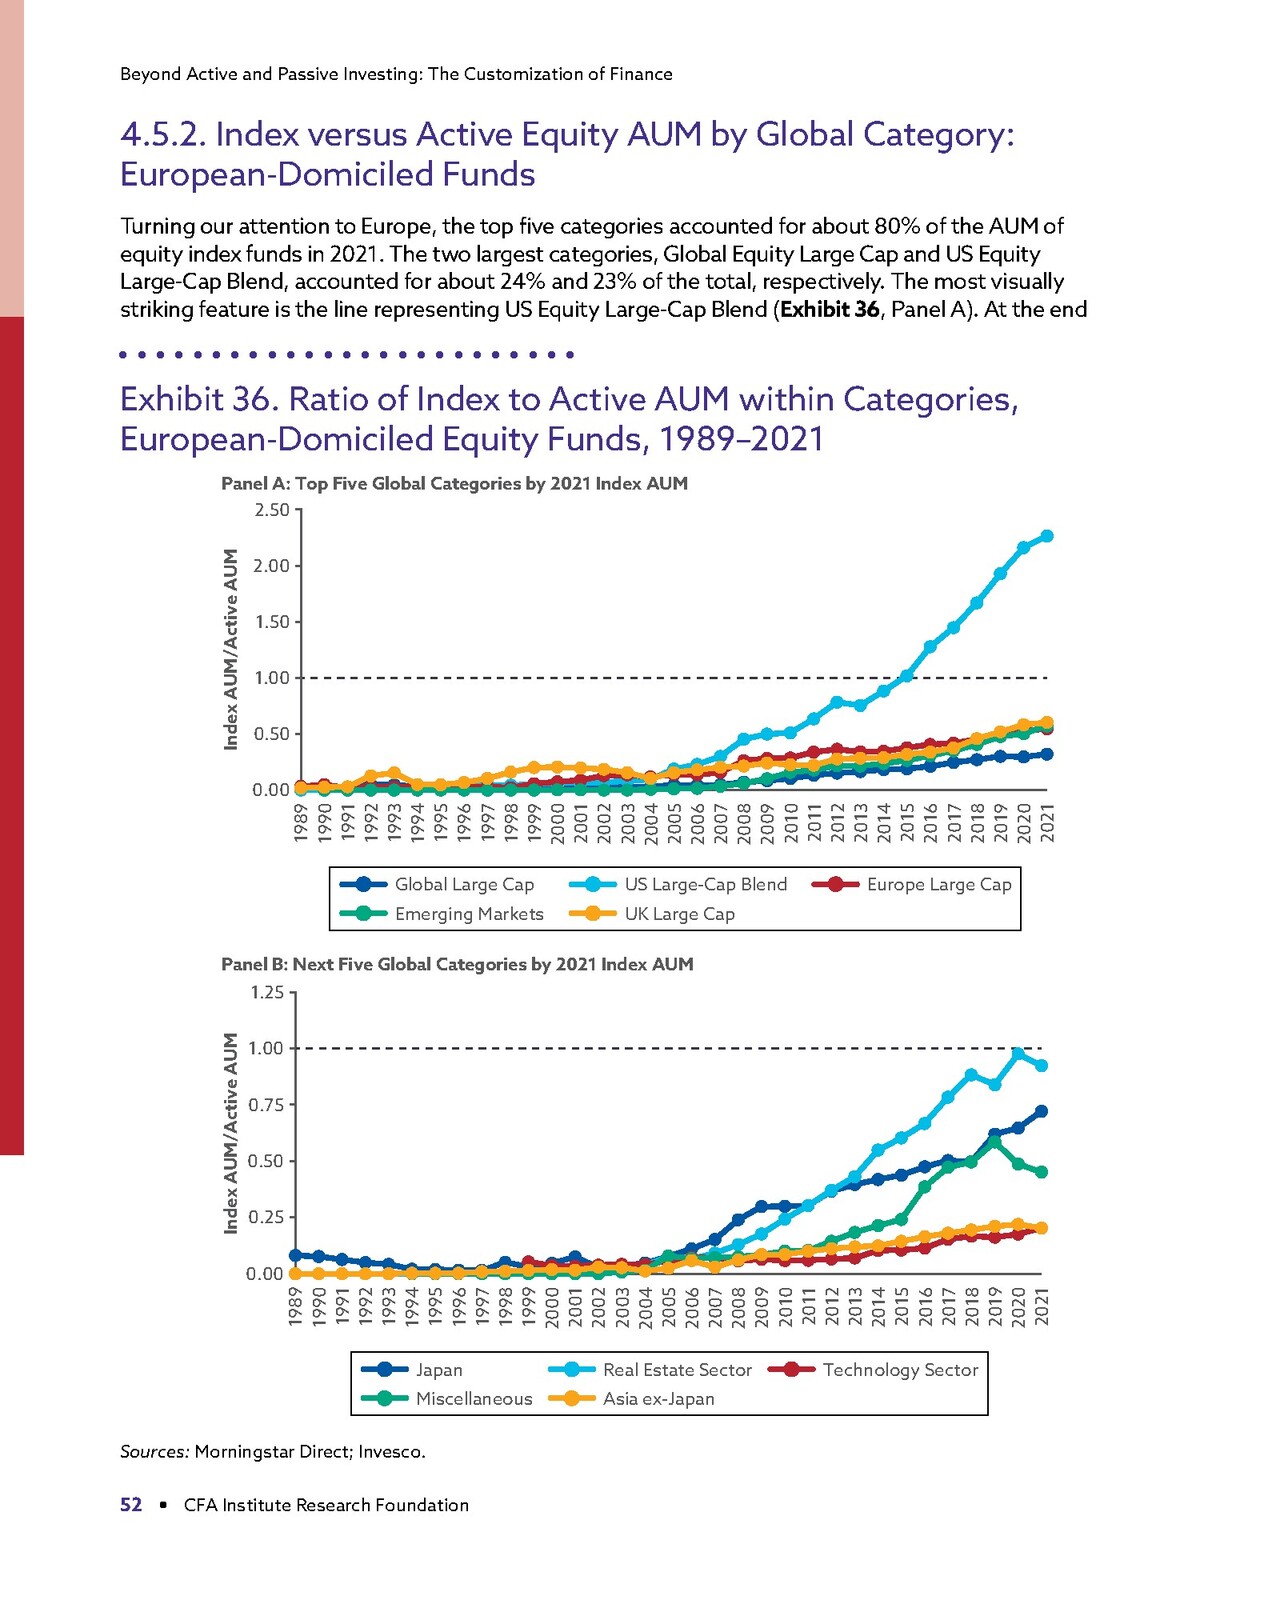 Beyond Active and Passive Investing: The Customization of Finance
4.5.2. Index versus Active Equity AUM by Global Category:
European-Domiciled Funds
Turning our attention to Europe, the top five categories accounted for about 80% of the AUM of
equity index funds in 2021. The two largest categories, Global Equity Large Cap and US Equity
Large-Cap Blend, accounted for about 24% and 23% of the total, respectively. The most visually
striking feature is the line representing US Equity Large-Cap Blend (Exhibit 36, Panel A). At the end
Exhibit 36. Ratio of Index to Active AUM within Categories,
European-Domiciled Equity Funds, 1989–2021
Panel A: Top Five Global Categories by 2021 Index AUM
Index AUM/Active AUM
2.50
2.00
1.50
1.00
0.50
0.00
1989 1990 1991 1992 1993 1994 1995 1996 1997 1998 1999 2000 2001 2002 2003 2004 2005 2006 2007 2008 2009 2010 2011 2012 2013 2014 2015 2016 2017 2018 2019 2020 2021
Global Large Cap US Large-Cap Blend Europe Large Cap
Emerging Markets UK Large Cap
Panel B: Next Five Global Categories by 2021 Index AUM
Index AUM/Active AUM
1.25
1.00
0.75
0.50
0.25
0.00
1989 1990 1991 1992 1993 1994 1995 1996 1997 1998 1999 2000 2001 2002 2003 2004 2005 2006 2007 2008 2009 2010 2011 2012 2013 2014 2015 2016 2017 2018 2019 2020 2021
Japan Real Estate Sector Technology Sector
Miscellaneous Asia ex-Japan
Sources: Morningstar Direct; Invesco.
52 • CFA Institute Research Foundation